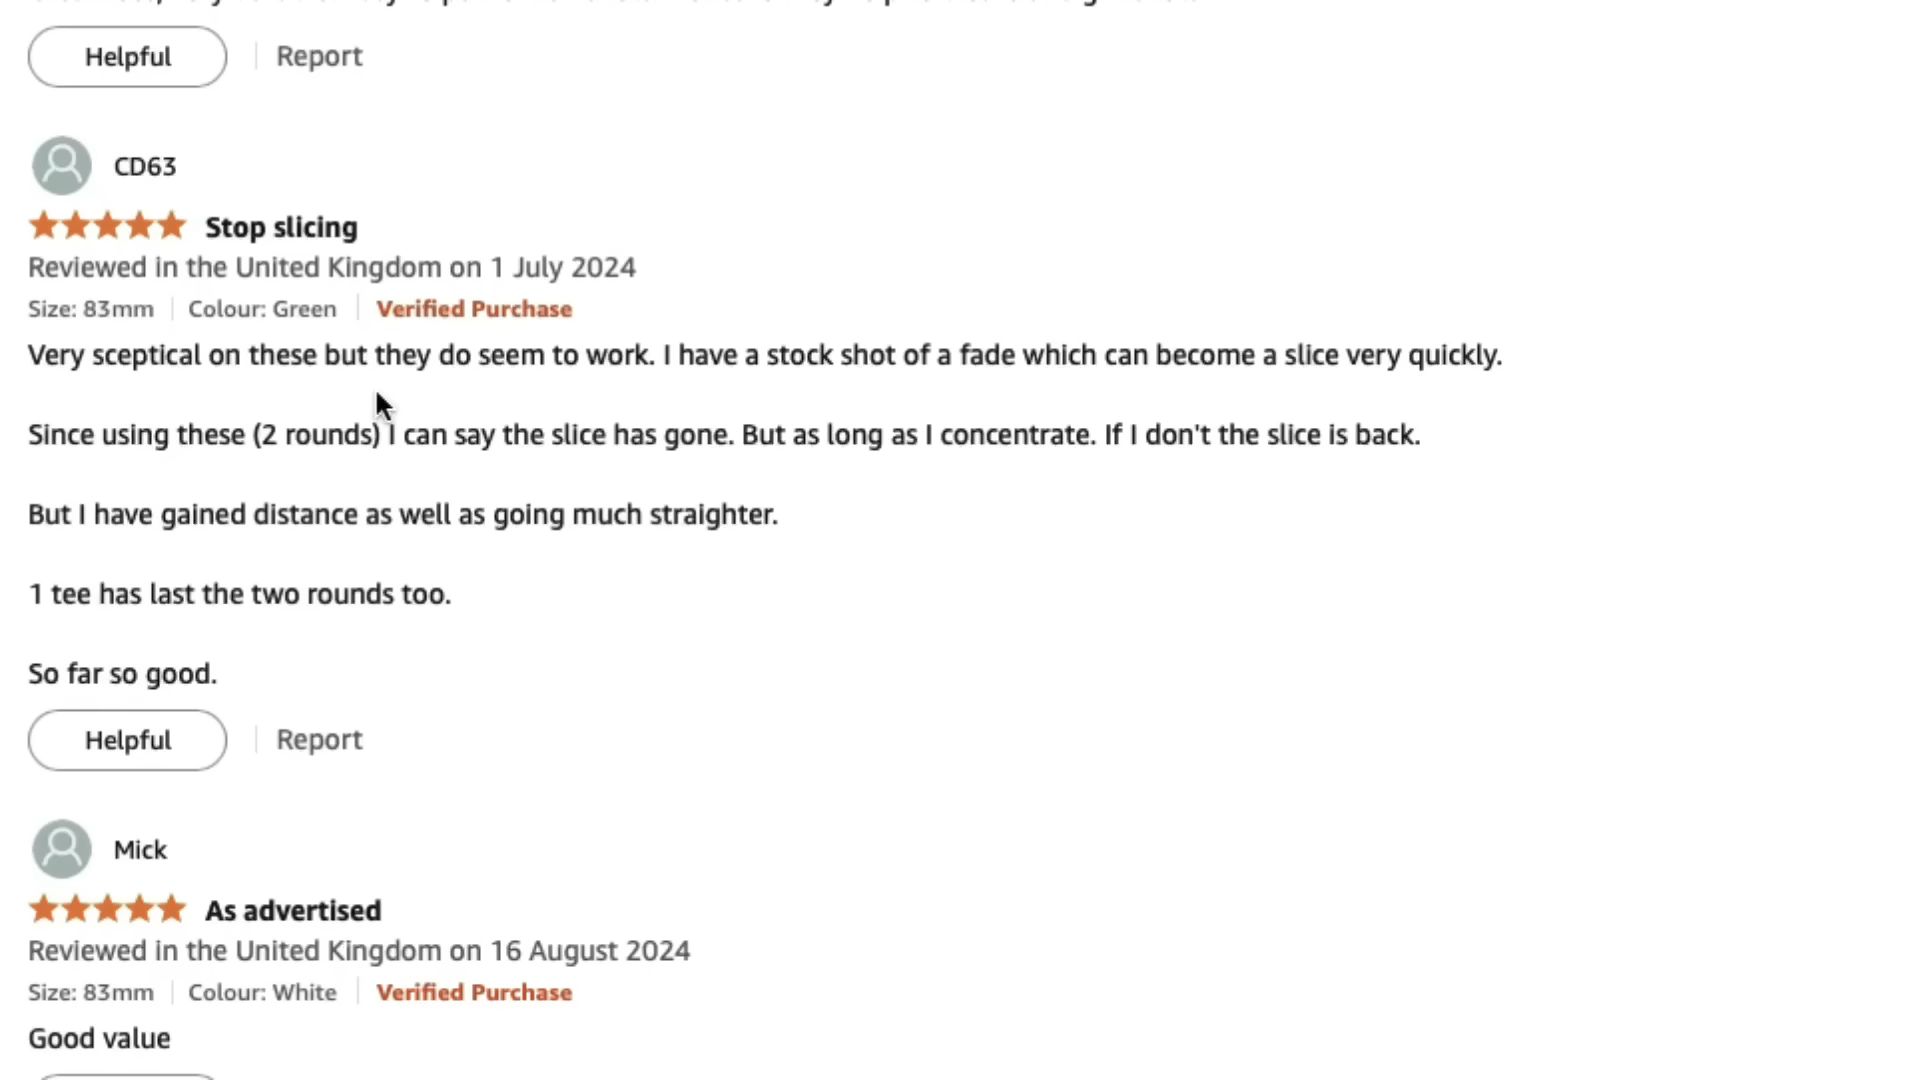 Helpful
Report
CD63
Stop slicing
Reviewed in the United Kingdom on 1 July 2024
Size: 83mm Colour: Green Verified Purchase
Very sceptical on these but they do seem to work. I have a stock shot of a fade which can become a slice very quickly.
Since using these (2 rounds) I can say the slice has gone. But as long as I concentrate. If I don't the slice is back.
But I have gained distance as well as going much straighter.
1 tee has last the two rounds too.
So far so good.
Helpful
Report
Mick
As advertised
Reviewed in the United Kingdom on 16 August 2024
Size: 83mm Colour: White Verified Purchase
Good value